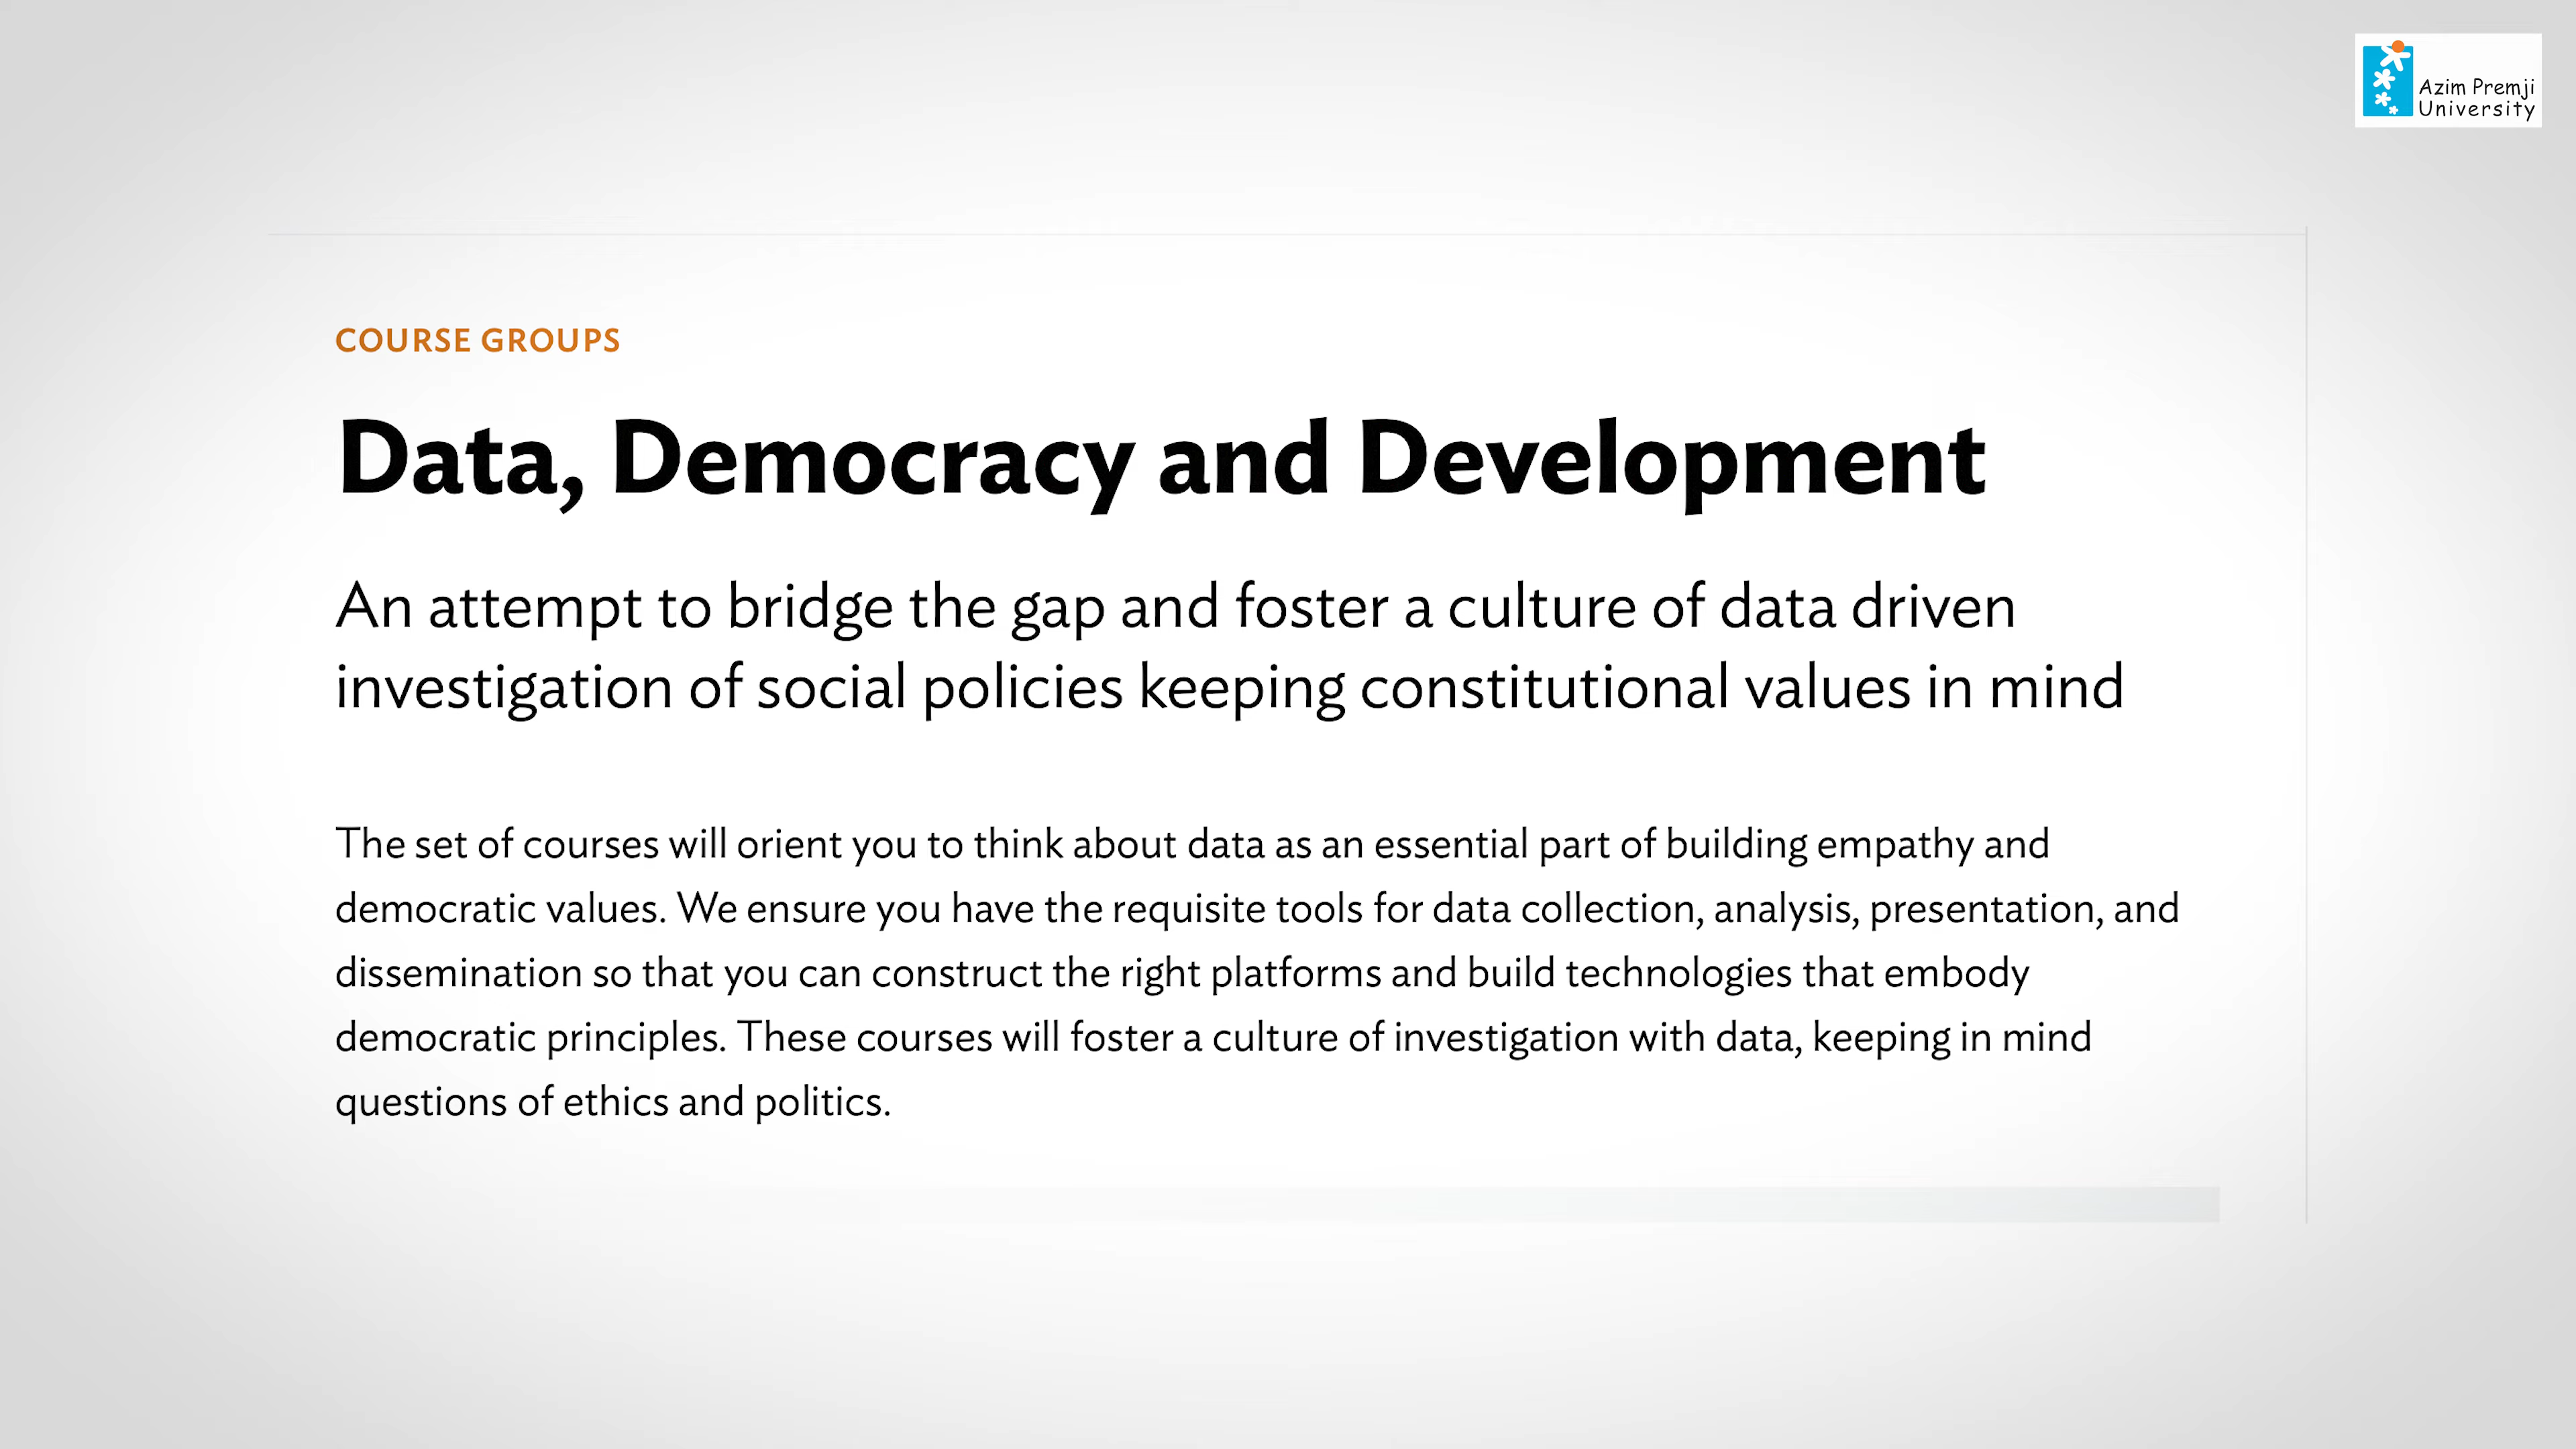 Azim Premji
University
COURSE GROUPS
Data, Democracy and Development
An attempt to bridge the gap and foster a culture of data driven
investigation of social policies keeping constitutional values in mind
The set of courses will orient you to think about data as an essential part of building empathy and
democratic values. We ensure you have the requisite tools for data collection, analysis, presentation, and
dissemination so that you can construct the right platforms and build technologies that embody
democratic principles. These courses will foster a culture of investigation with data, keeping in mind
questions of ethics and politics.